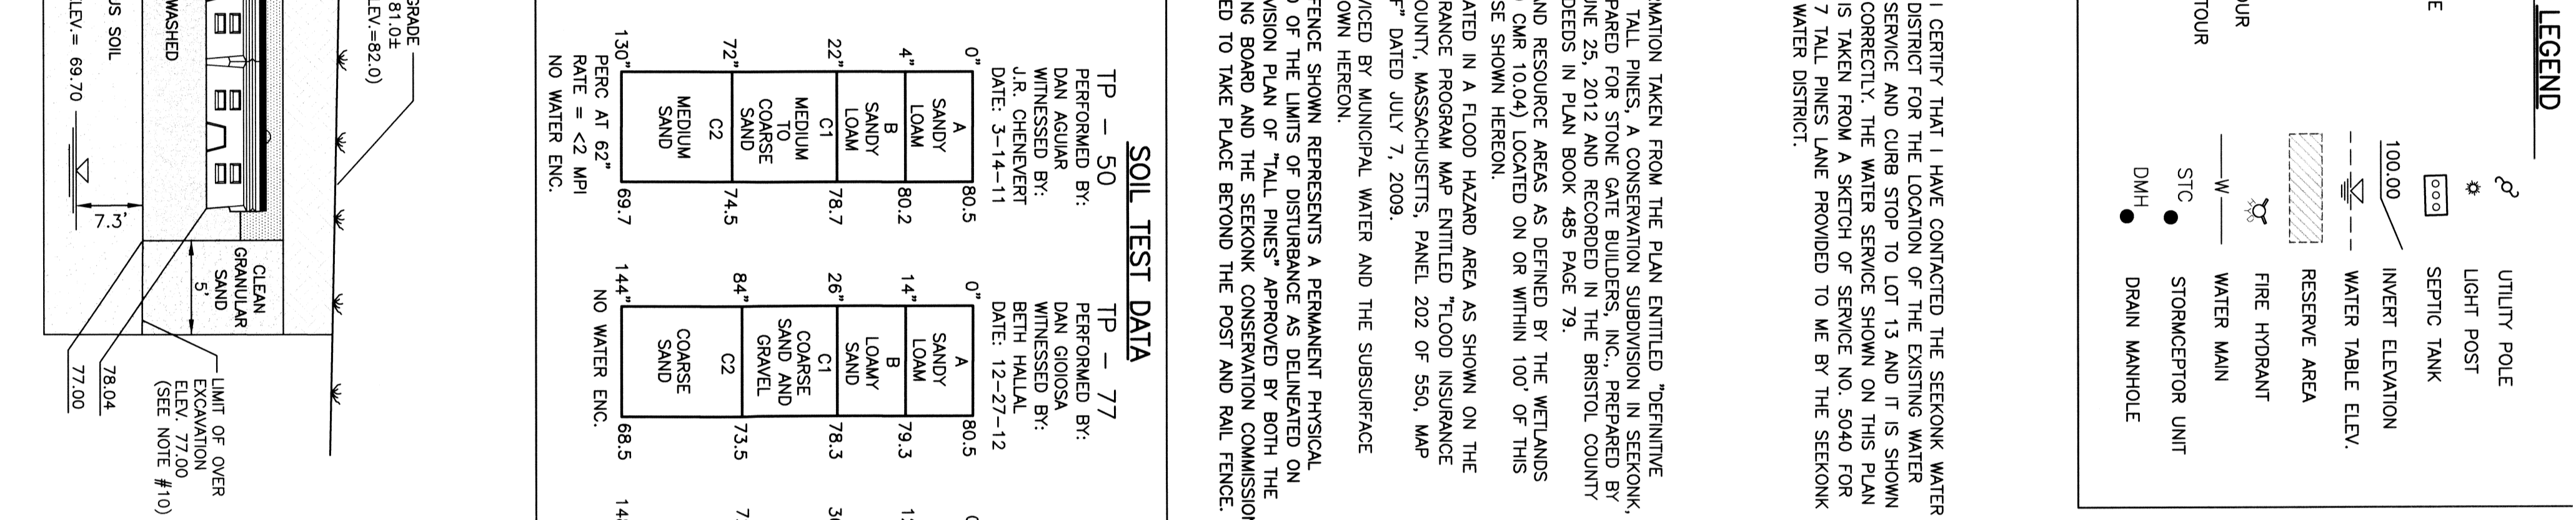 LEGEND
E
OUR
TOUR
UTILITY POLE
LIGHT POST
SEPTIC TANK
100.00
INVERT ELEVATION
WATER TABLE ELEV.
RESERVE AREA
FIRE HYDRANT
W
WATER MAIN
STC
STORMCEPTOR UNIT
DMH
DRAIN MANHOLE
I CERTIFY THAT I HAVE CONTACTED THE SEEKONK WATER
DISTRICT FOR THE LOCATION OF THE EXISTING WATER
SERVICE AND CURB STOP TO LOT 13 AND IT IS SHOWN
CORRECTLY. THE WATER SERVICE SHOWN ON THIS PLAN
IS TAKEN FROM A SKETCH OF SERVICE NO. 5040 FOR
7 TALL PINES LANE PROVIDED TO ME BY THE SEEKONK
WATER DISTRICT.
RMATION TAKEN FROM THE PLAN ENTITLED "DEFINITIVE
TALL PINES, A CONSERVATION SUBDIVISION IN SEEKONK,
PARED FOR STONE GATE BUILDERS, INC., PREPARED BY
UNE 25, 2012 AND RECORDED IN THE BRISTOL COUNTY
DEEDS IN PLAN BOOK 485 PAGE 79.
AND RESOURCE AREAS AS DEFINED BY THE WETLANDS
CMR 10.04) LOCATED ON OR WITHIN 100' OF THIS
SE SHOWN HEREON.
ATED IN A FLOOD HAZARD AREA AS SHOWN ON THE
RANCE PROGRAM MAP ENTITLED "FLOOD INSURANCE
OUNTY, MASSACHUSETTS, PANEL 202 OF 550, MAP
F" DATED JULY 7, 2009.
VICED BY MUNICIPAL WATER AND THE SUBSURFACE
OWN HEREON.
FENCE SHOWN REPRESENTS A PERMANENT PHYSICAL
OF THE LIMITS OF DISTURBANCE AS DELINEATED ON
VISION PLAN OF "TALL PINES" APPROVED BY BOTH THE
NG BOARD AND THE SEEKONK CONSERVATION COMMISSION
ED TO TAKE PLACE BEYOND THE POST AND RAIL FENCE.
SOIL TEST DATA
TP - 50
PERFORMED BY:
DAN AGUIAR
WITNESSED BY:
J.R. CHENEVERT
DATE: 3-14-11
0"
80.5
A
SANDY
LOAM
4"
80.2
B
SANDY
LOAM
22"
78.7
C1
MEDIUM
TO
COARSE
SAND
72"
74.5
C2
MEDIUM
SAND
130"
69.7
PERC AT 62"
RATE = <2 MPI
NO WATER ENC.
TP - 77
PERFORMED BY:
DAN GIOIOSA
WITNESSED BY:
BETH HALLAL
DATE: 12-27-12
0"
80.5
A
SANDY
LOAM
14"
79.3
B
LOAMY
SAND
26"
78.3
C1
COARSE
SAND AND
GRAVEL
84"
73.5
C2
COARSE
SAND
144"
68.5
NO WATER ENC.
GRADE
81.0±
LEV.=82.0)
WASHED
US SOIL
LEV.= 69.70
7.3'
CLEAN
GRANULAR
SAND
5'
LIMIT OF OVER
EXCAVATION
ELEV. 77.00
(SEE NOTE #10)
78.04
77.00